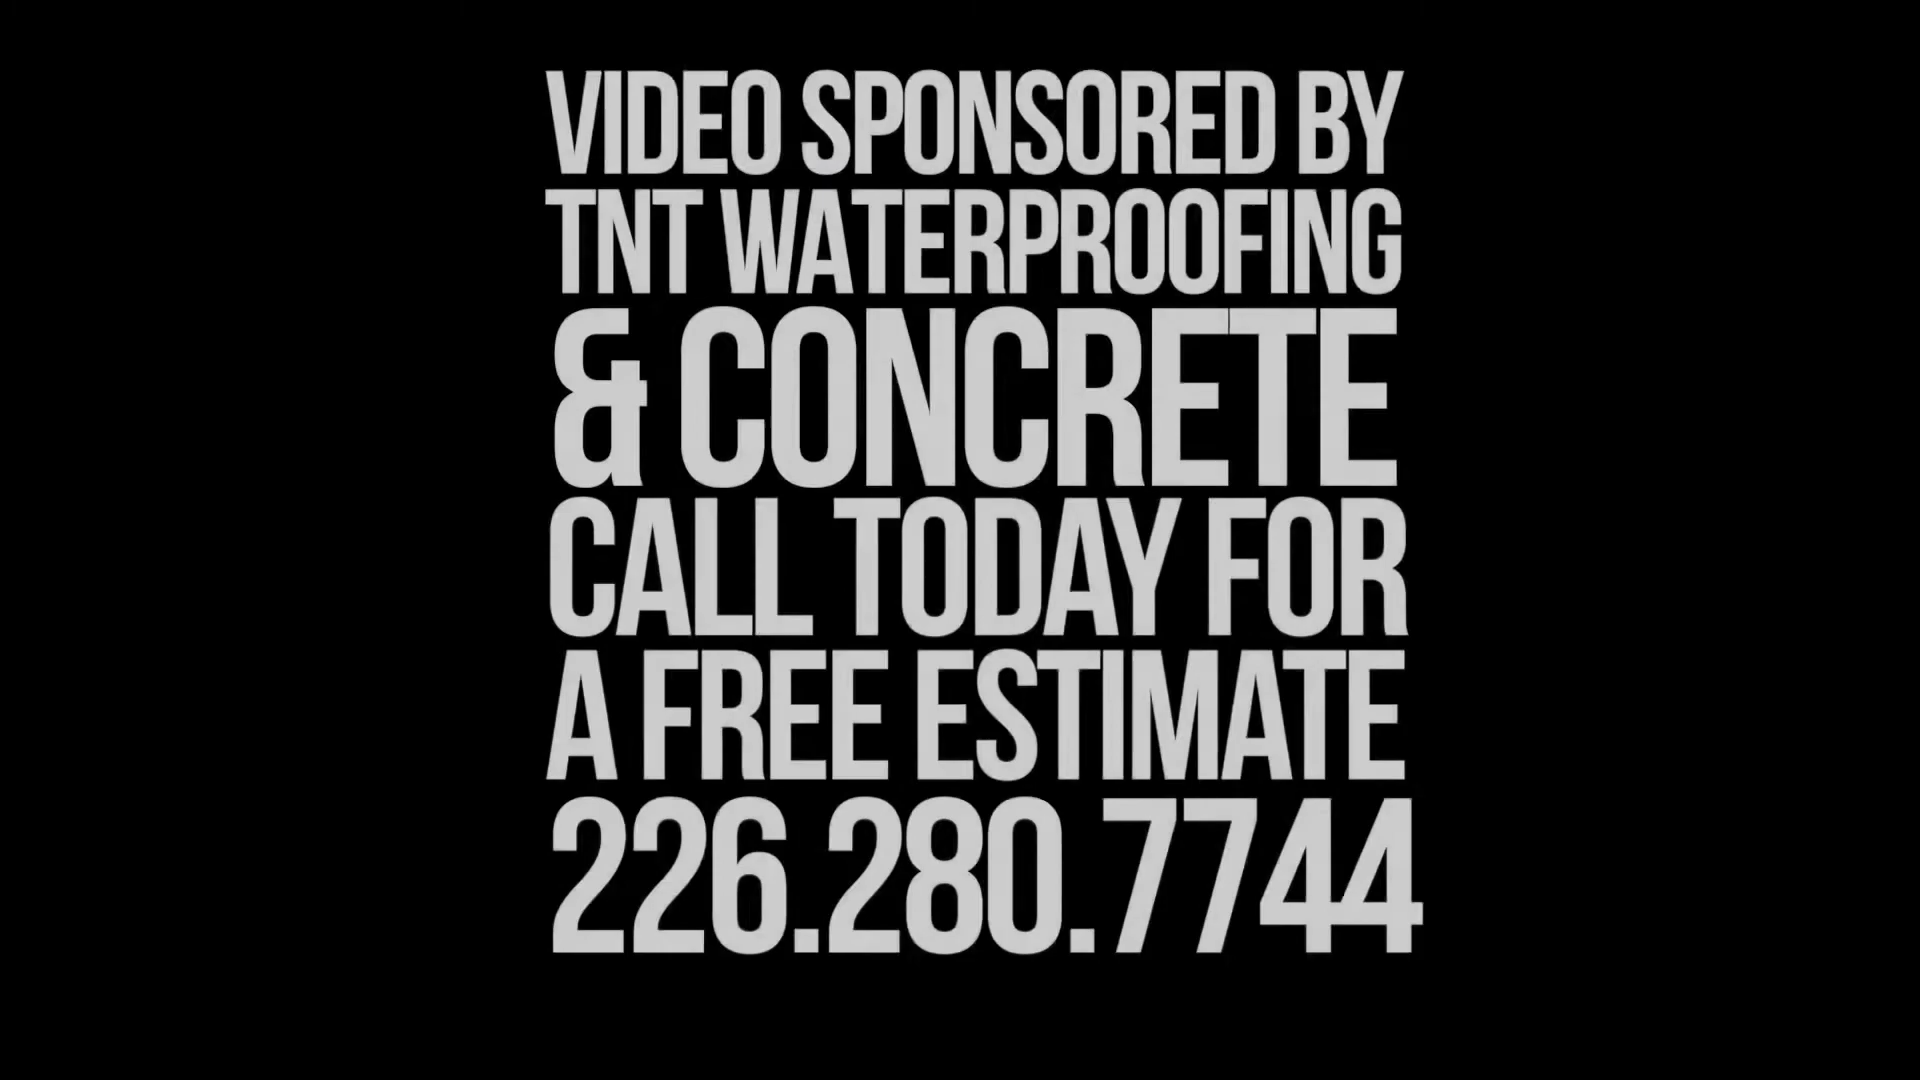 VIDEO SPONSORED BY
TNT WATERPROOFING
& CONCRETE
CALL TODAY FOR
A FREE ESTIMATE
226.280.7744